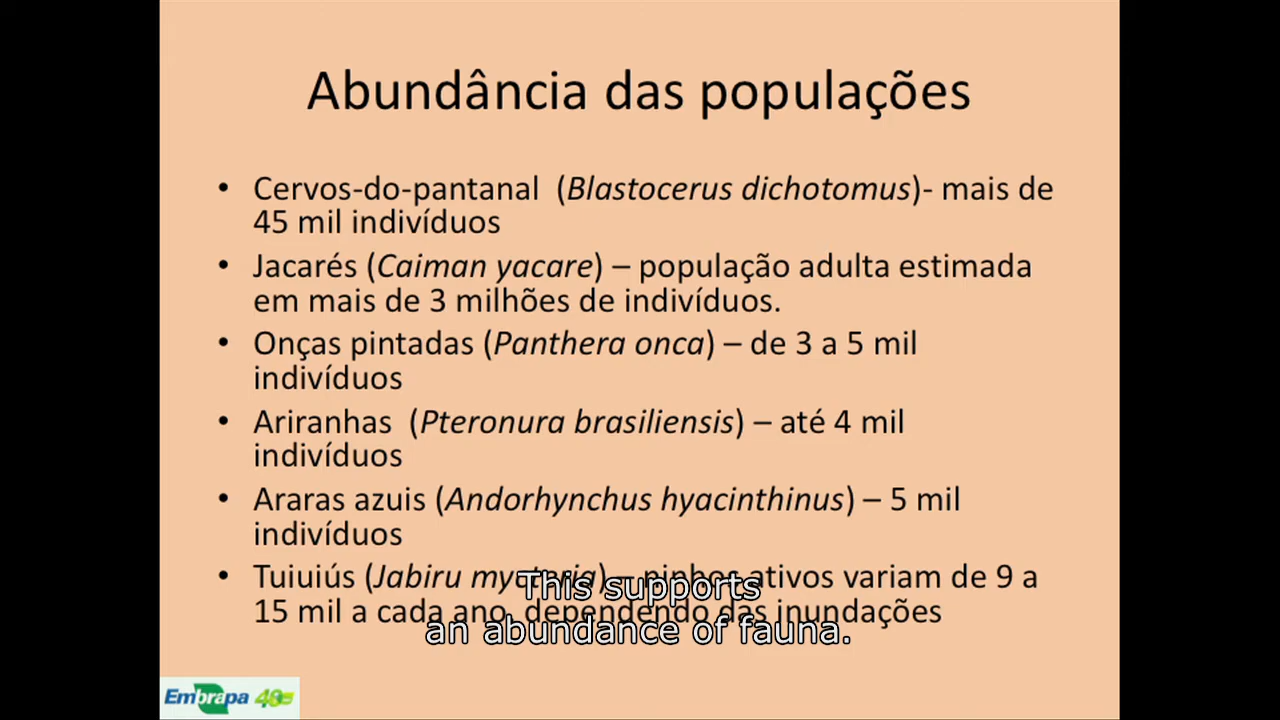 Abundância das populações
• Cervos-do-pantanal (Blastocerus dichotomus)- mais de
45 mil indivíduos
• Jacarés (Caiman yacare) – população adulta estimada
em mais de 3 milhões de indivíduos.
• Onças pintadas (Panthera onca) – de 3 a 5 mil
indivíduos
• Ariranhas (Pteronura brasiliensis) – até 4 mil
indivíduos
• Araras azuis (Andorhynchus hyacinthinus) – 5 mil
indivíduos
• Tuiuiús (Jabiru mycteria) – ninhos ativos variam de 9 a
15 mil a cada ano, dependendo das inundações
This supports
an abundance of fauna.
Embrapa 40